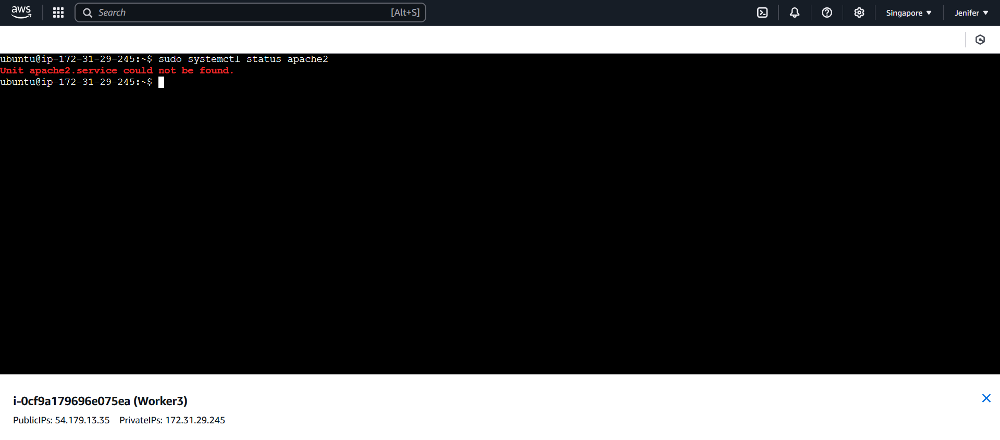 aws
Search [Alt+S] Singapore Jenifer
ubuntu@ip-172-31-29-245:~$ sudo systemctl status apache2
Unit apache2.service could not be found.
ubuntu@ip-172-31-29-245:~$
i-0cf9a179696e075ea (Worker3)
PublicIPs: 54.179.13.35 PrivateIPs: 172.31.29.245